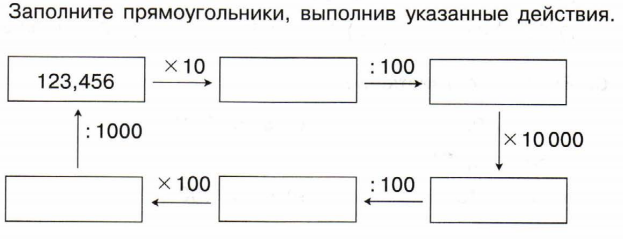 Заполните прямоугольники, выполнив указанные действия.
123,456 ×10 :100
:1000 ×10 000
×100 :100